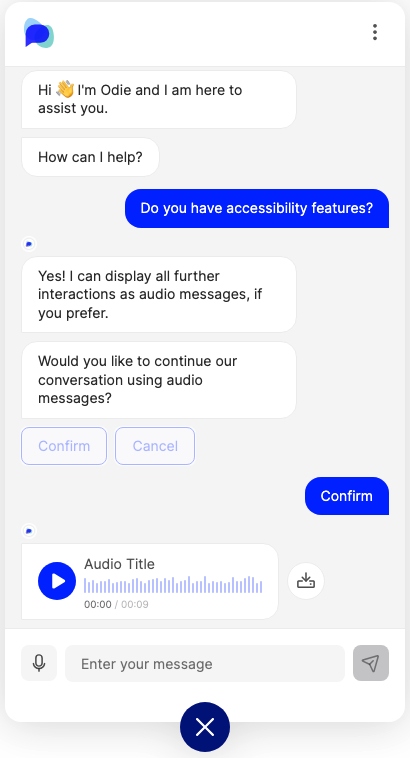 Hi 👋 I'm Odie and I am here to
assist you.
How can I help?
Do you have accessibility features?
Yes! I can display all further
interactions as audio messages, if
you prefer.
Would you like to continue our
conversation using audio
messages?
Confirm Cancel
Confirm
Audio Title
00:00 / 00:09
Enter your message